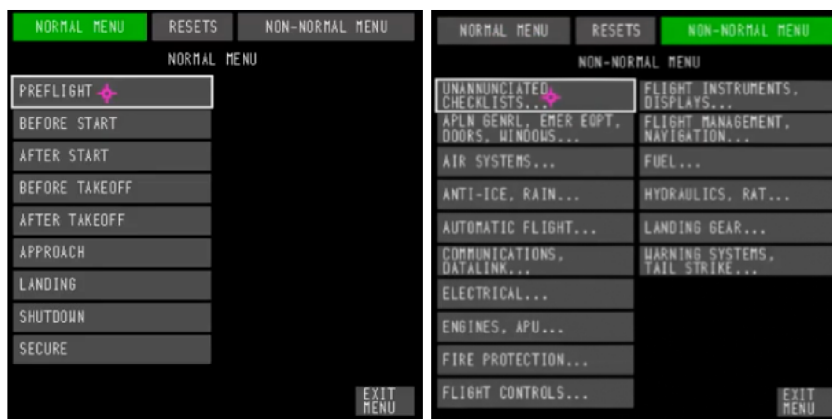 NORMAL MENU RESETS NON-NORMAL MENU
NORMAL MENU
PREFLIGHT
BEFORE START
AFTER START
BEFORE TAKEOFF
AFTER TAKEOFF
APPROACH
LANDING
SHUTDOWN
SECURE
EXIT
MENU
NORMAL MENU RESETS NON-NORMAL MENU
NON-NORMAL MENU
UNANNUNCIATED
CHECKLISTS...
APLN GENRL, EMER EQPT,
DOORS, WINDOWS...
AIR SYSTEMS...
ANTI-ICE, RAIN...
AUTOMATIC FLIGHT...
COMMUNICATIONS,
DATALINK...
ELECTRICAL...
ENGINES, APU...
FIRE PROTECTION...
FLIGHT CONTROLS...
FLIGHT INSTRUMENTS,
DISPLAYS...
FLIGHT MANAGEMENT,
NAVIGATION...
FUEL...
HYDRAULICS, RAT...
LANDING GEAR...
WARNING SYSTEMS,
TAIL STRIKE...
EXIT
MENU